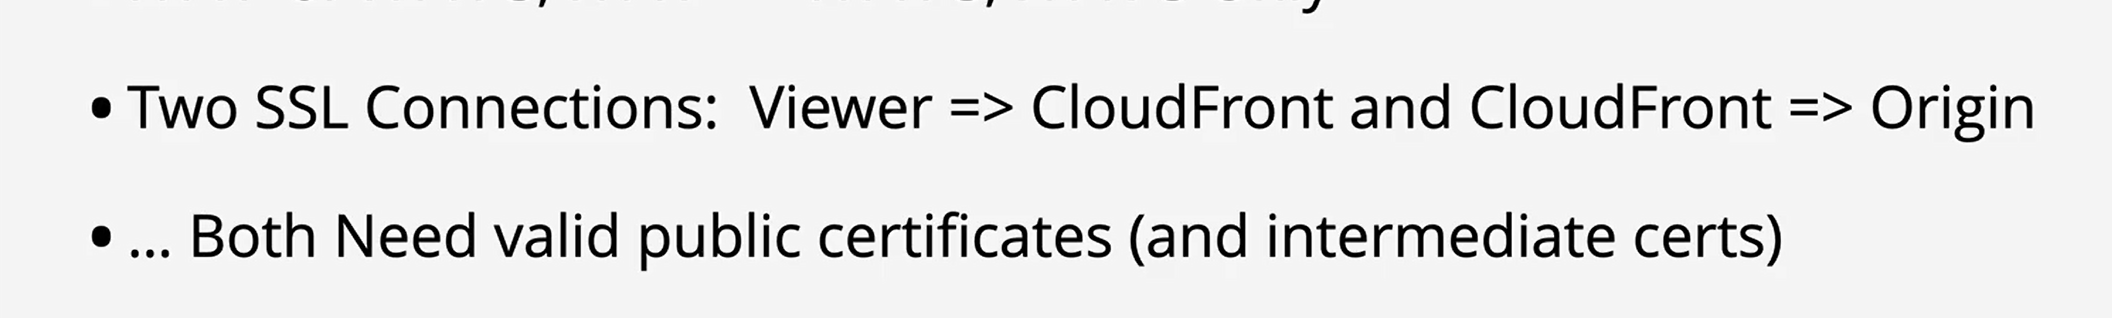 • Two SSL Connections:  Viewer => CloudFront and CloudFront => Origin
• ... Both Need valid public certificates (and intermediate certs)